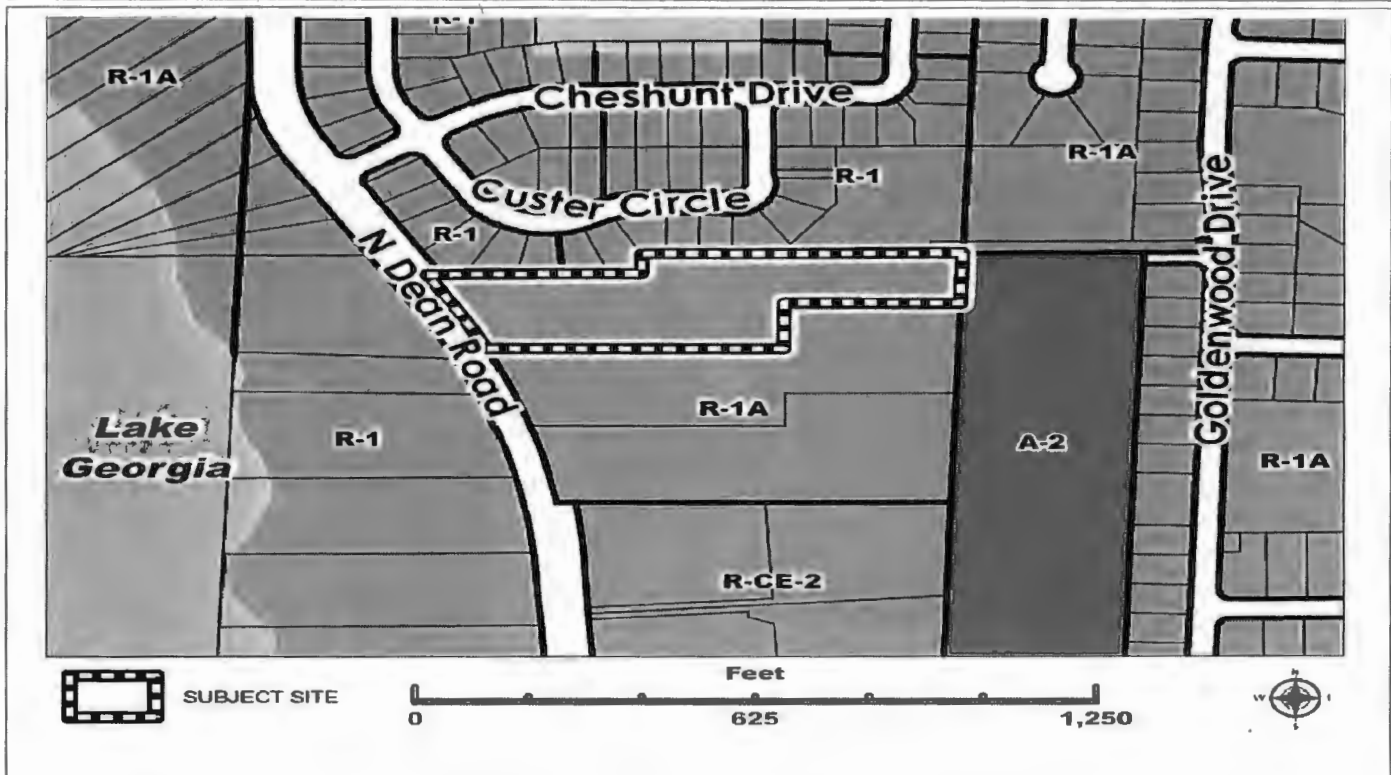 R-1
R-1A
Cheshunt Drive
R-1A
R-1
Custer Circle
R-1
N Dean Road
Goldenwood Drive
R-1A
Lake
Georgia
R-1
A-2
R-1A
R-CE-2
SUBJECT SITE
Feet
0
625
1,250
N
W
S